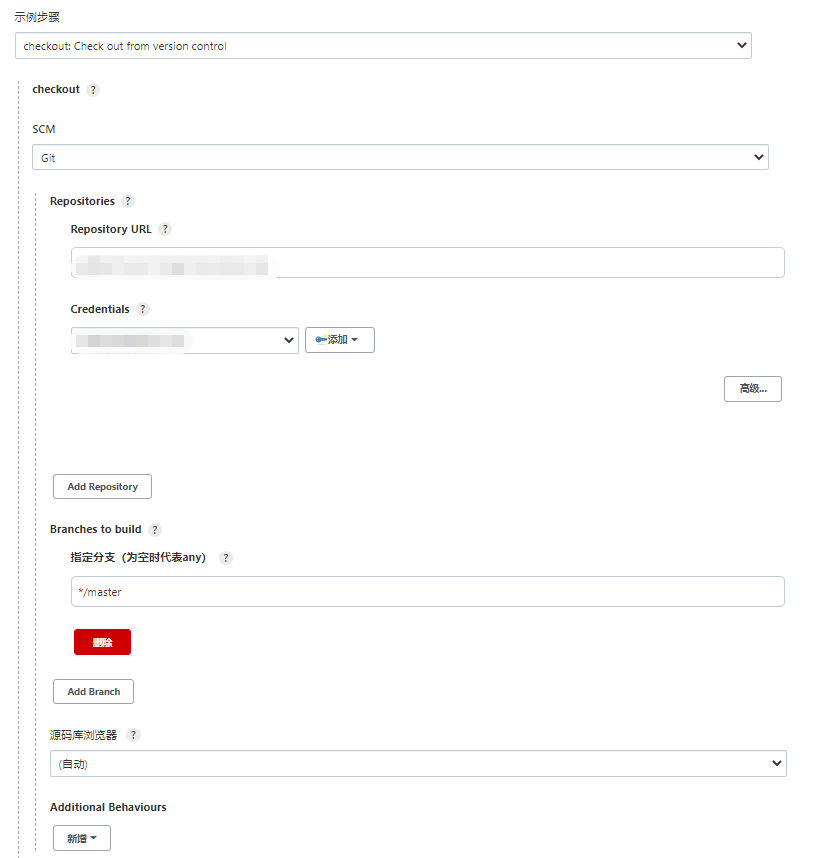 示例步骤
checkout: Check out from version control
checkout ?
SCM
Git
Repositories ?
Repository URL ?
Credentials ?
添加
高级...
Add Repository
Branches to build ?
指定分支（为空时代表any） ?
*/master
删除
Add Branch
源码库浏览器 ?
(自动)
Additional Behaviours
新增